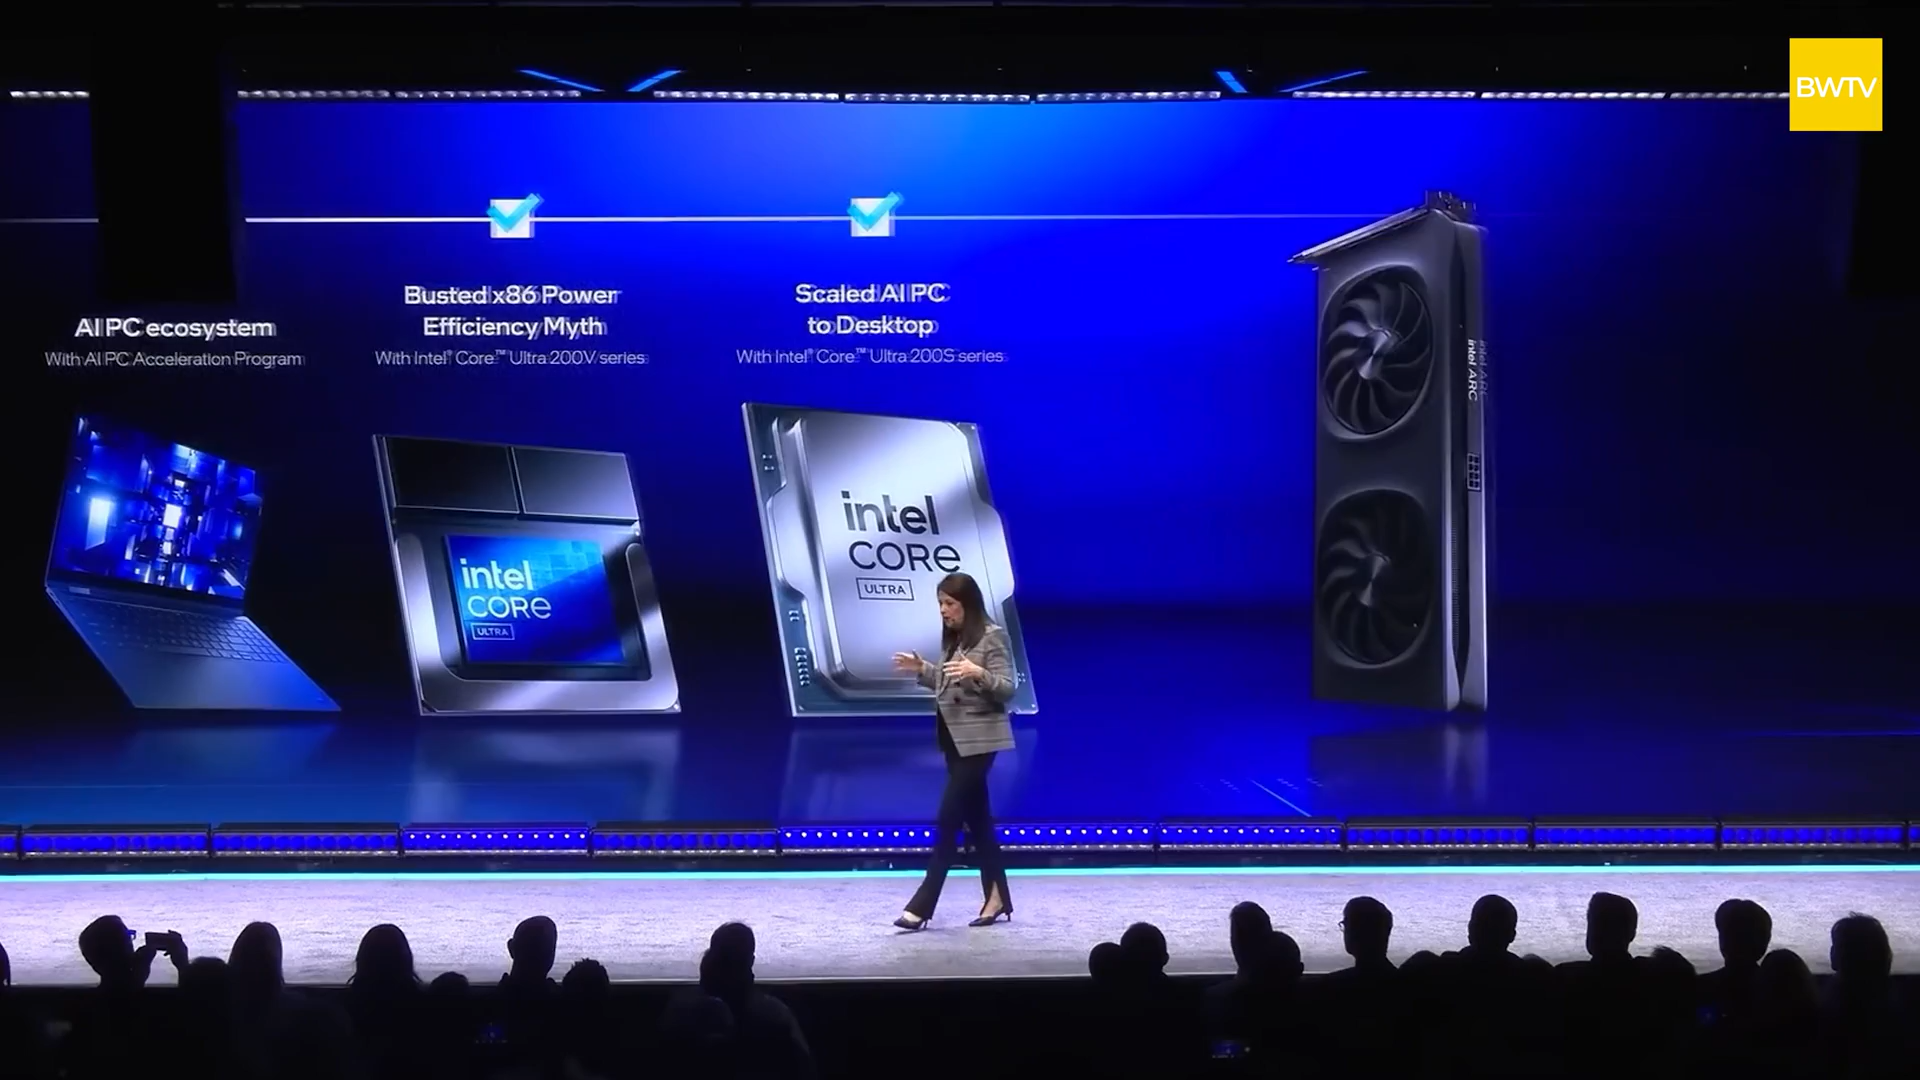 BWTV
AI PC ecosystem
With AI PC Acceleration Program
Busted x86 Power
Efficiency Myth
With Intel® Core™ Ultra 200V series
Scaled AI PC
to Desktop
With Intel® Core™ Ultra 200S series
intel
CORE
ULTRA
intel
CORE
ULTRA
intel ARC